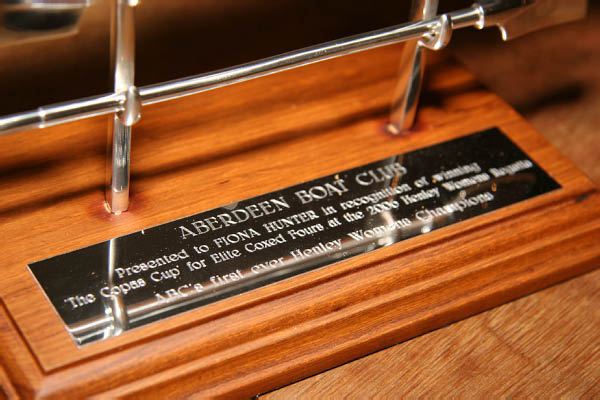 ABERDEEN BOAT CLUB
Presented to FIONA HUNTER in recognition of winning
'The Copas Cup' for Elite Coxed Fours at the 2006 Henley Womens Regatta
ABC's first ever Henley Womens Champions